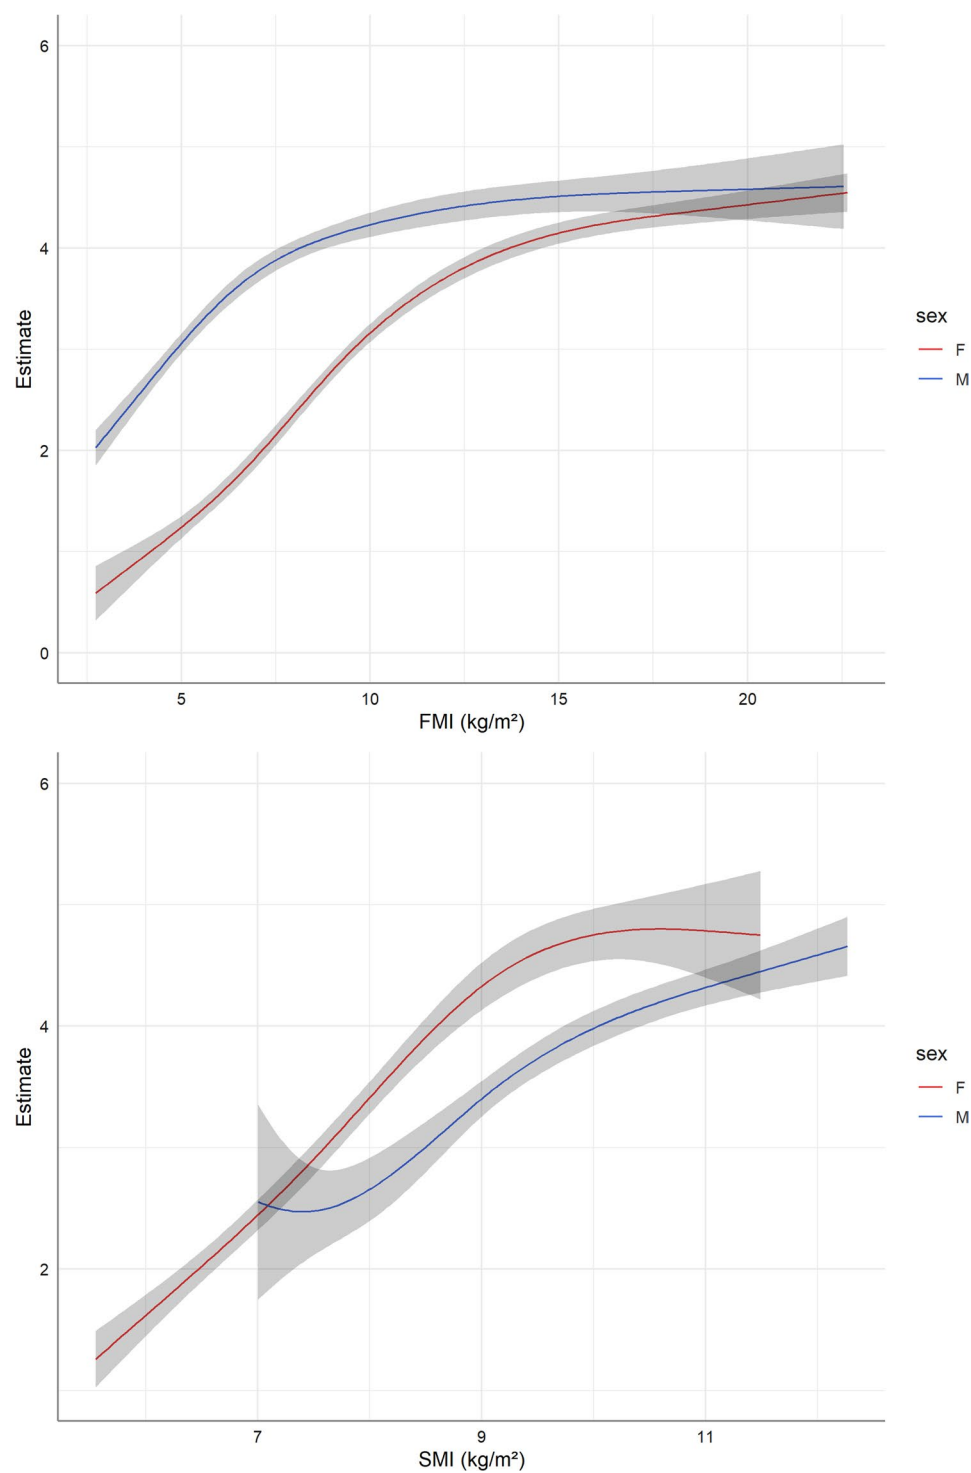 6
4
2
0
Estimate
5 10 15 20
FMI (kg/m²)
sex
F
M
6
4
2
Estimate
7 9 11
SMI (kg/m²)
sex
F
M